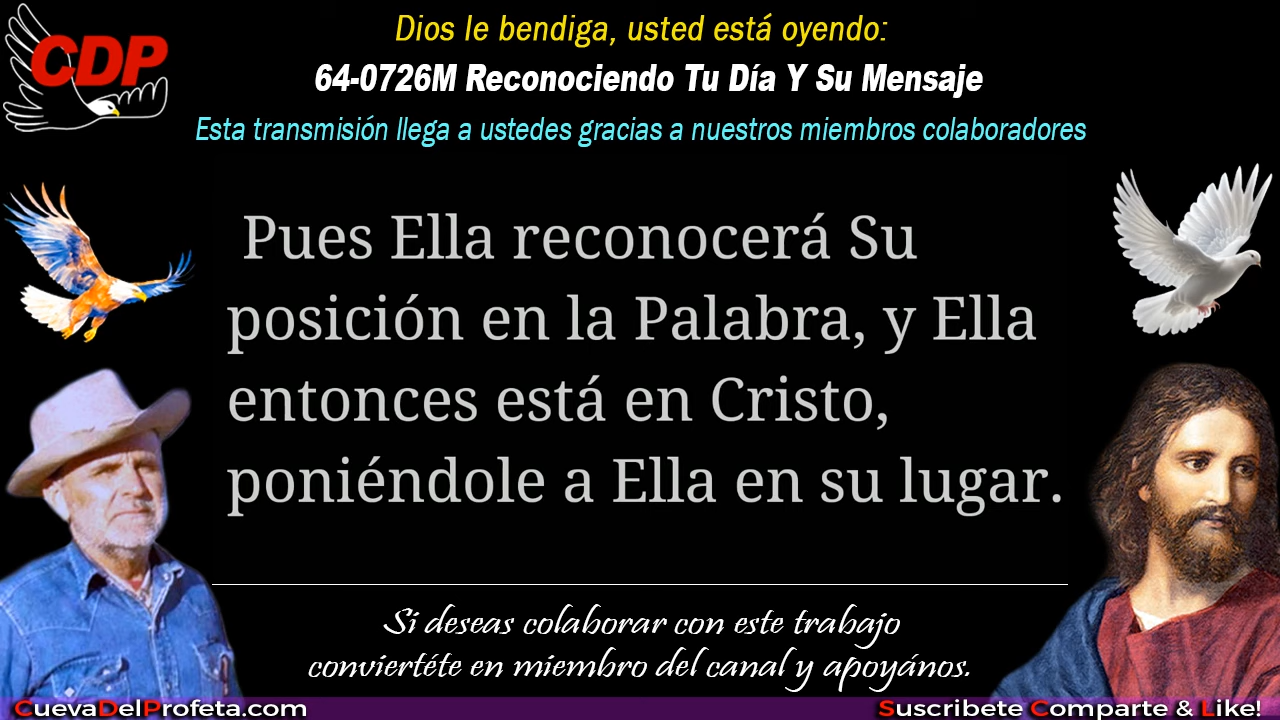 CDP
Dios le bendiga, usted está oyendo:
64-0726M Reconociendo Tu Día Y Su Mensaje
Esta transmisión llega a ustedes gracias a nuestros miembros colaboradores
Pues Ella reconocerá Su
posición en la Palabra, y Ella
entonces está en Cristo,
poniéndole a Ella en su lugar.
Si deseas colaborar con este trabajo
conviertéte en miembro del canal y apoyános.
CuevaDelProfeta.com
Suscribete Comparte & Like!